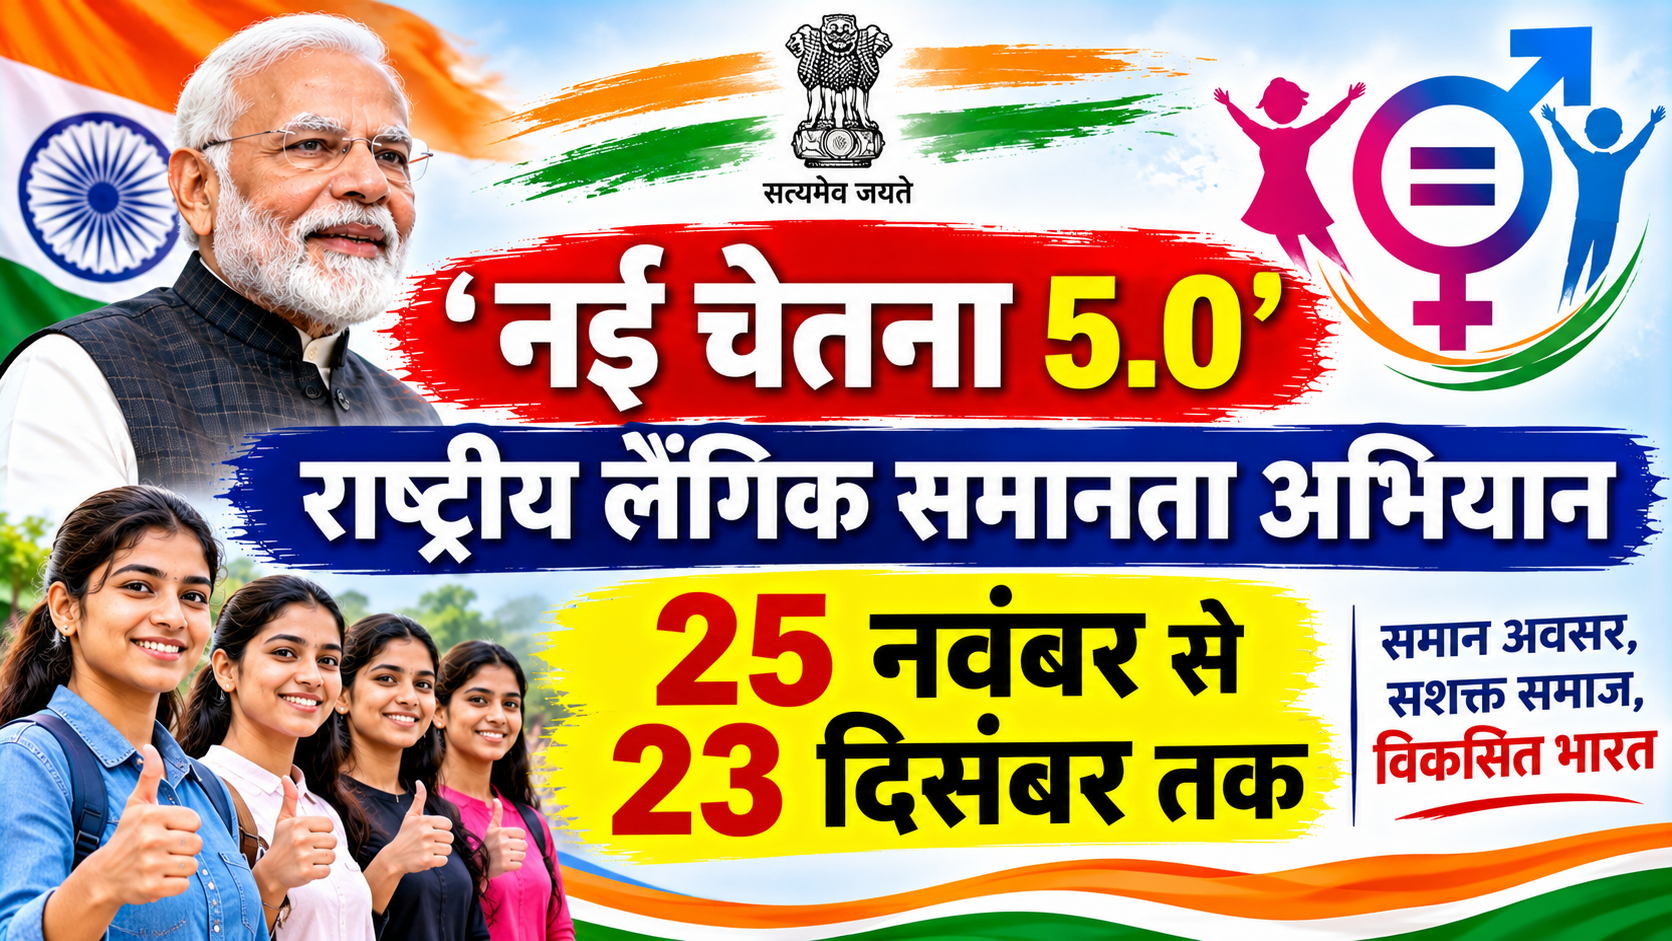 सत्यमेव जयते
‘नई चेतना 5.0’
राष्ट्रीय लैंगिक समानता अभियान
25 नवंबर से
23 दिसंबर तक
समान अवसर,
सशक्त समाज,
विकसित भारत